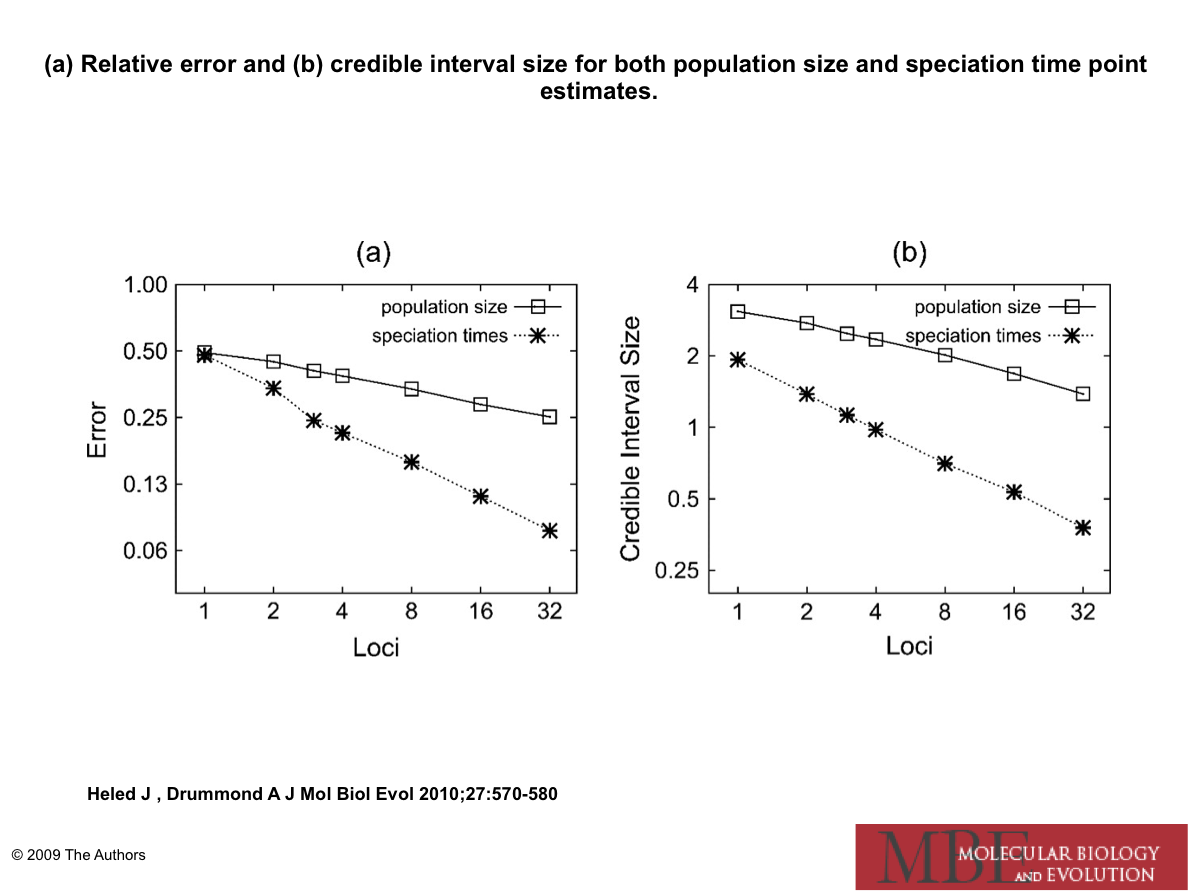 (a) Relative error and (b) credible interval size for both population size and speciation time point
estimates.
(a)
1.00
0.50
0.25
0.13
0.06
Error
population size
speciation times
1 2 4 8 16 32
Loci
(b)
4
2
1
0.5
0.25
Credible Interval Size
population size
speciation times
1 2 4 8 16 32
Loci
Heled J , Drummond A J Mol Biol Evol 2010;27:570-580
© 2009 The Authors
MBE
MOLECULAR BIOLOGY
AND EVOLUTION